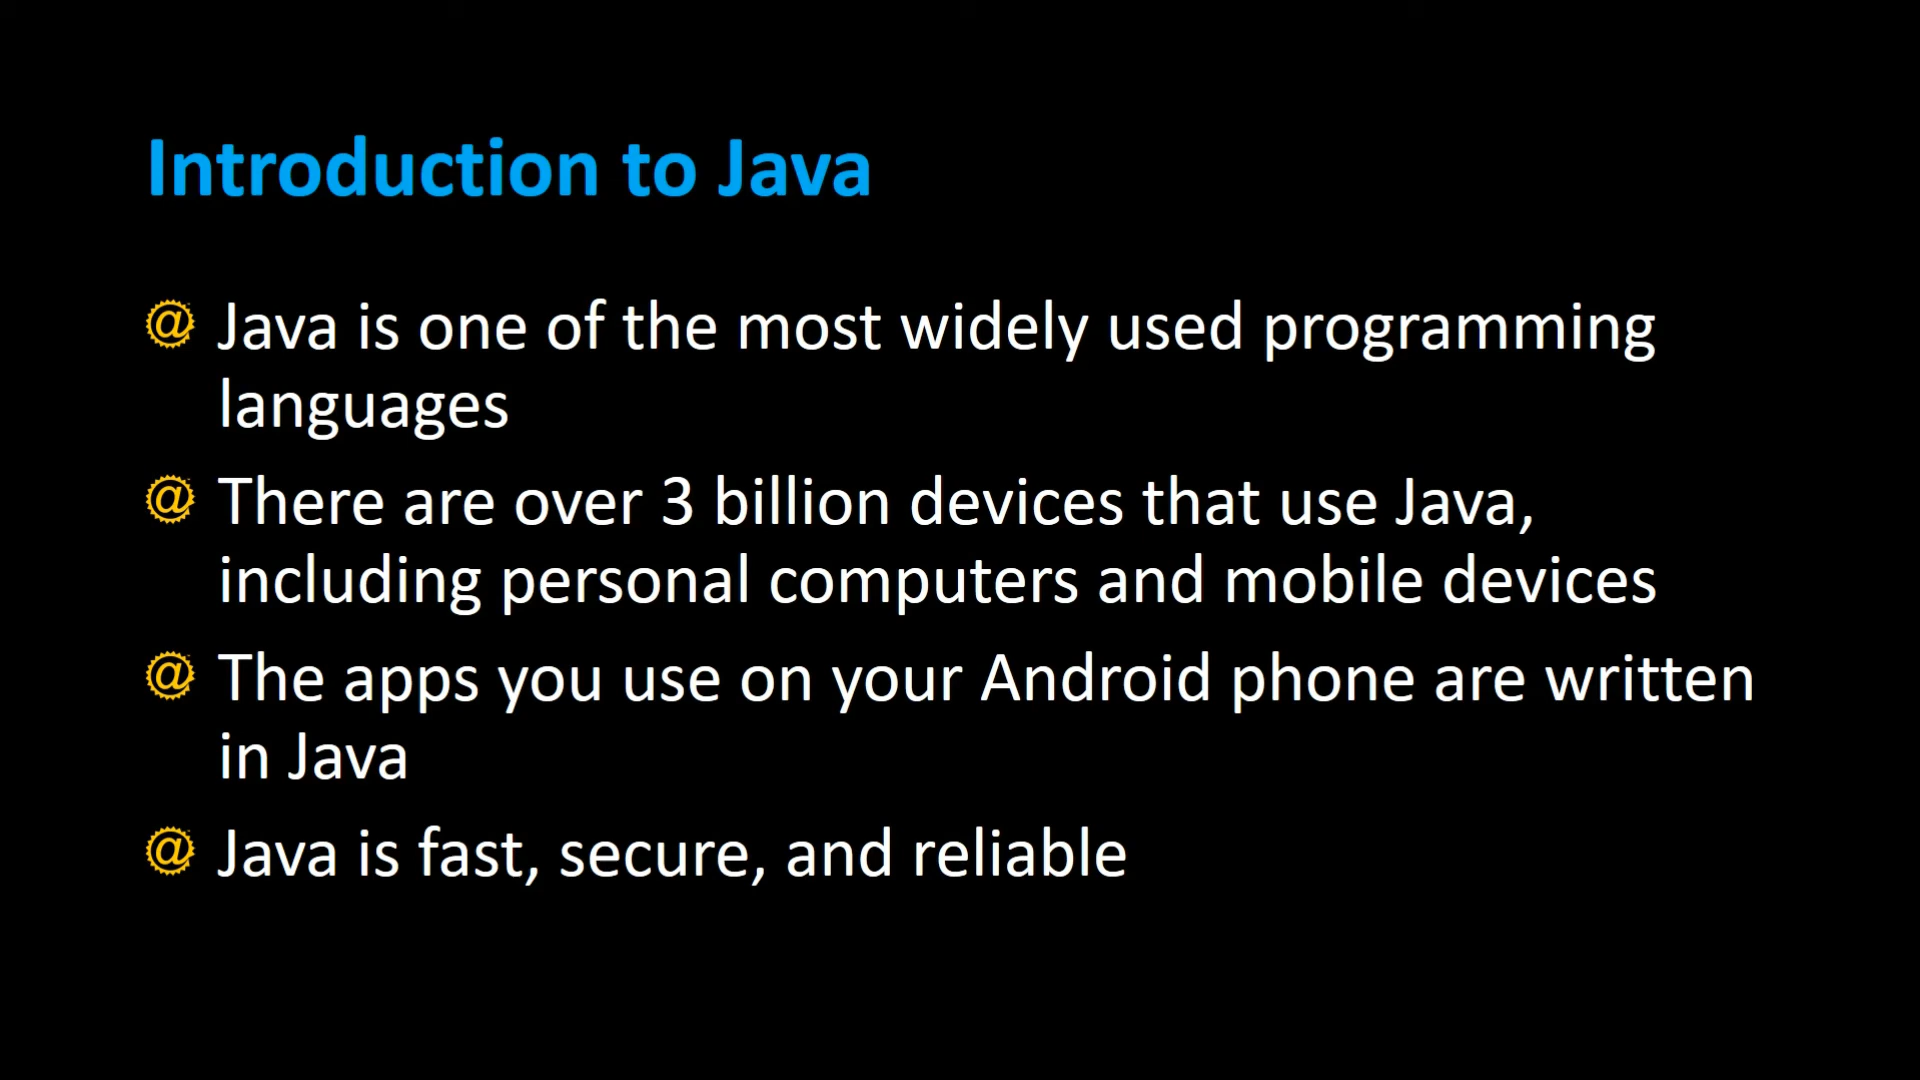 Introduction to Java
@ Java is one of the most widely used programming
languages
@ There are over 3 billion devices that use Java,
including personal computers and mobile devices
@ The apps you use on your Android phone are written
in Java
@ Java is fast, secure, and reliable